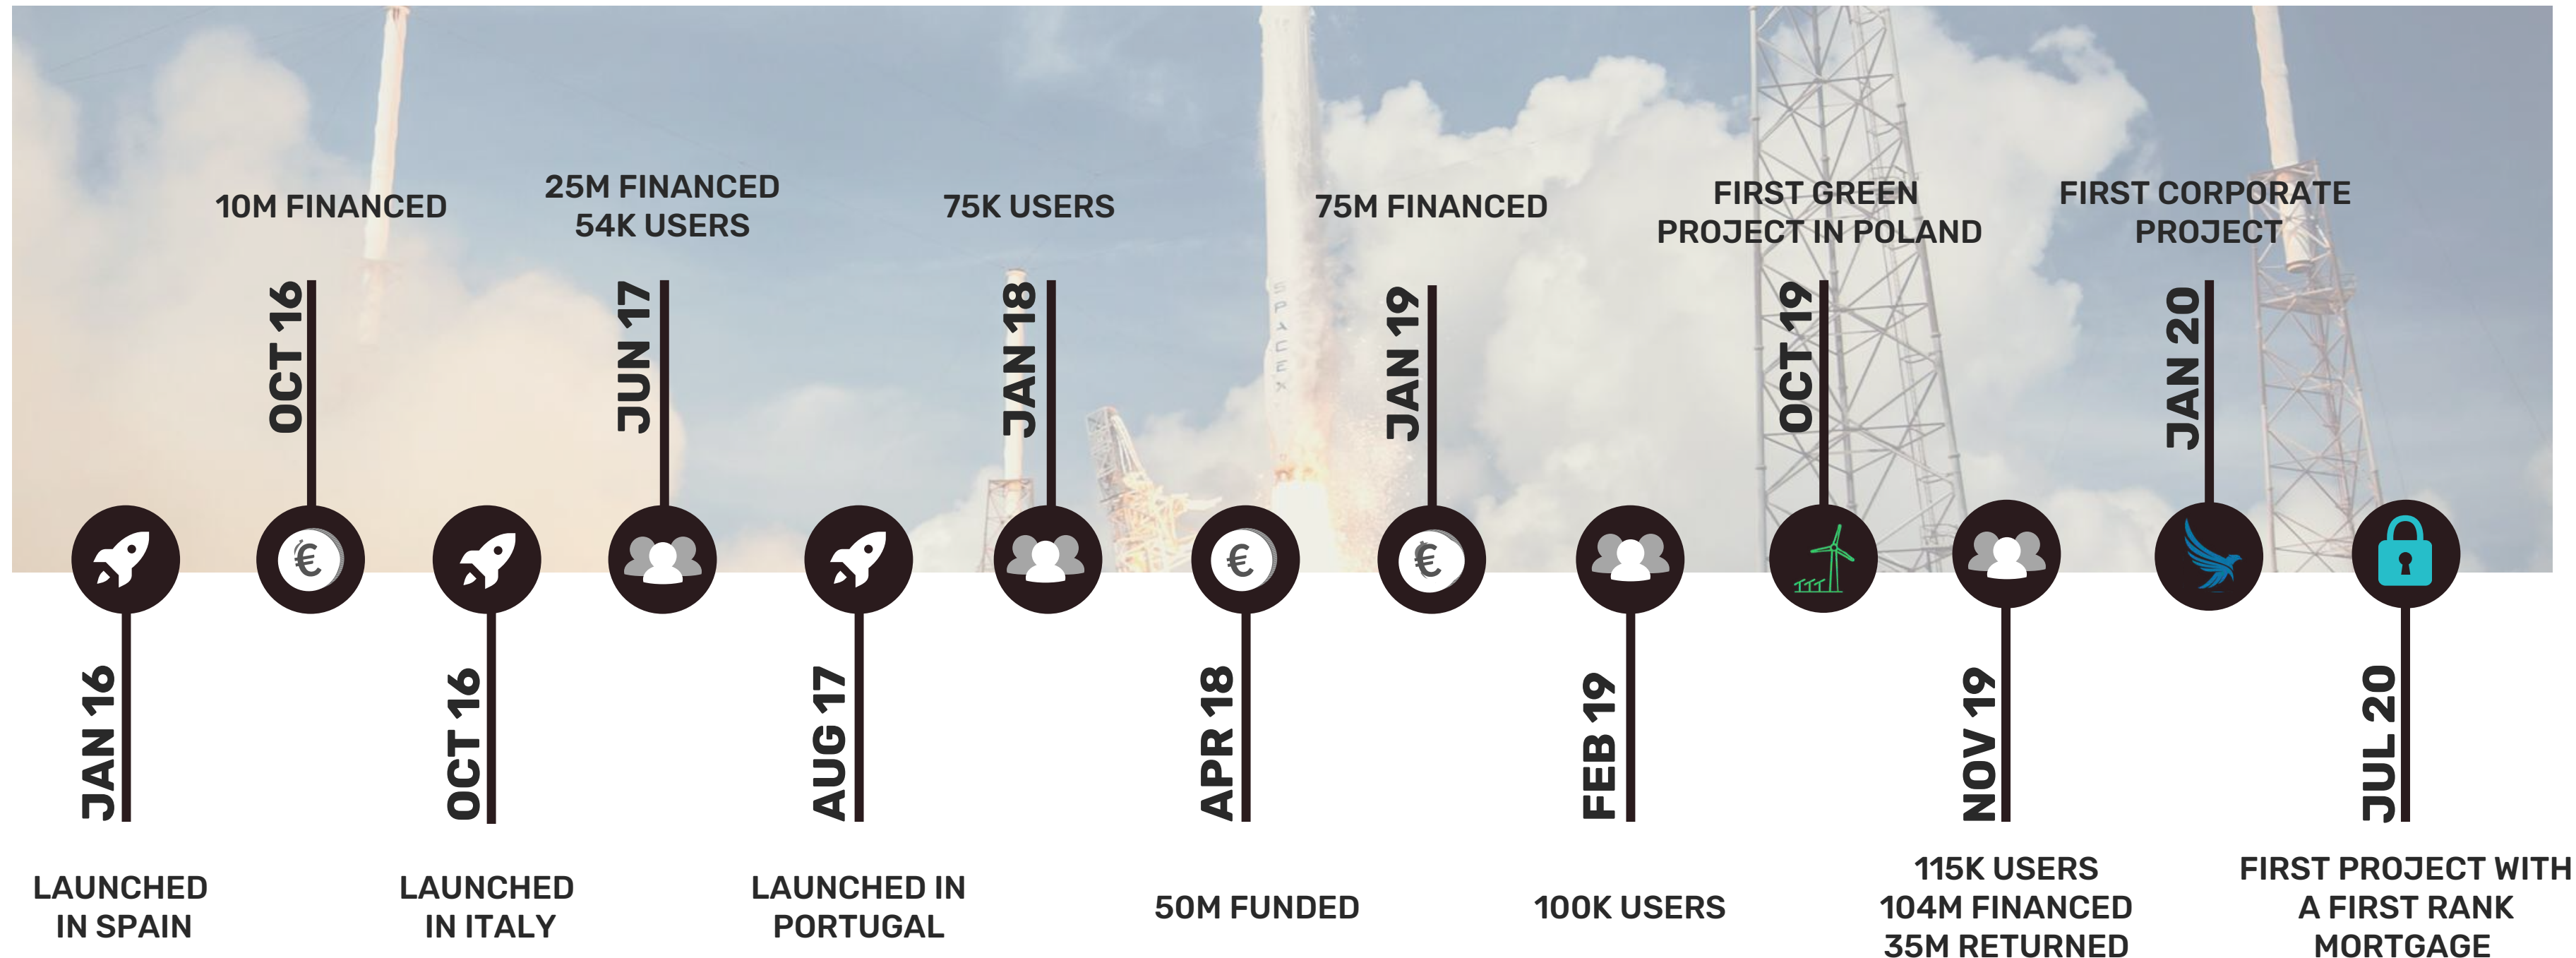 10M FINANCED
OCT 16
25M FINANCED
54K USERS
JUN 17
75K USERS
JAN 18
75M FINANCED
JAN 19
FIRST GREEN
PROJECT IN POLAND
OCT 19
FIRST CORPORATE
PROJECT
JAN 20
SPACEX
€
€
€
JAN 16
LAUNCHED
IN SPAIN
OCT 16
LAUNCHED
IN ITALY
AUG 17
LAUNCHED IN
PORTUGAL
APR 18
50M FUNDED
FEB 19
100K USERS
NOV 19
115K USERS
104M FINANCED
35M RETURNED
JUL 20
FIRST PROJECT WITH
A FIRST RANK
MORTGAGE